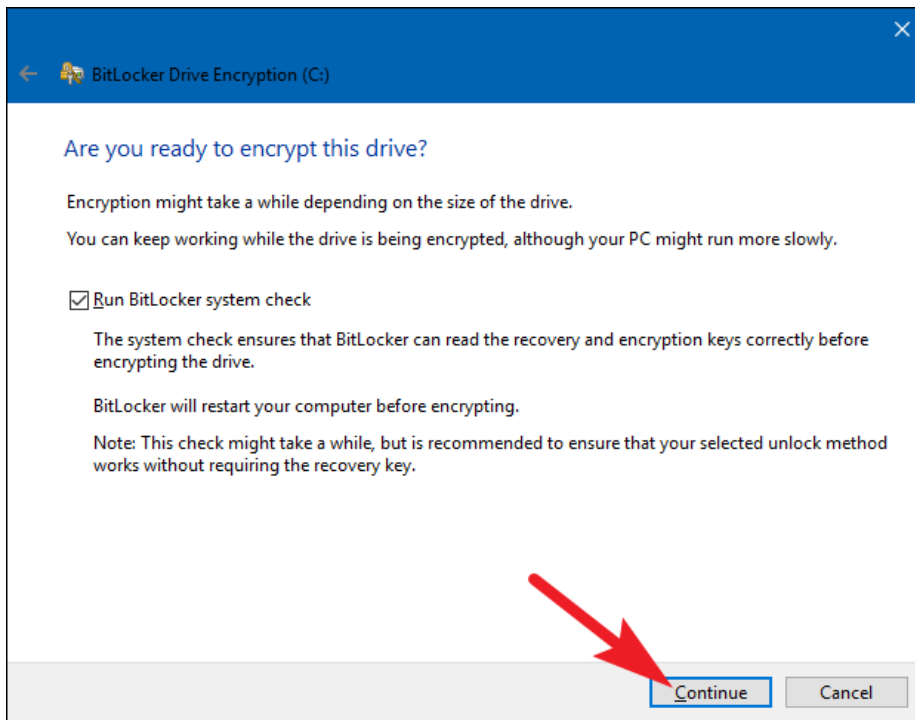 BitLocker Drive Encryption (C:)
Are you ready to encrypt this drive?
Encryption might take a while depending on the size of the drive.
You can keep working while the drive is being encrypted, although your PC might run more slowly.
Run BitLocker system check
The system check ensures that BitLocker can read the recovery and encryption keys correctly before
encrypting the drive.
BitLocker will restart your computer before encrypting.
Note: This check might take a while, but is recommended to ensure that your selected unlock method
works without requiring the recovery key.
Continue Cancel